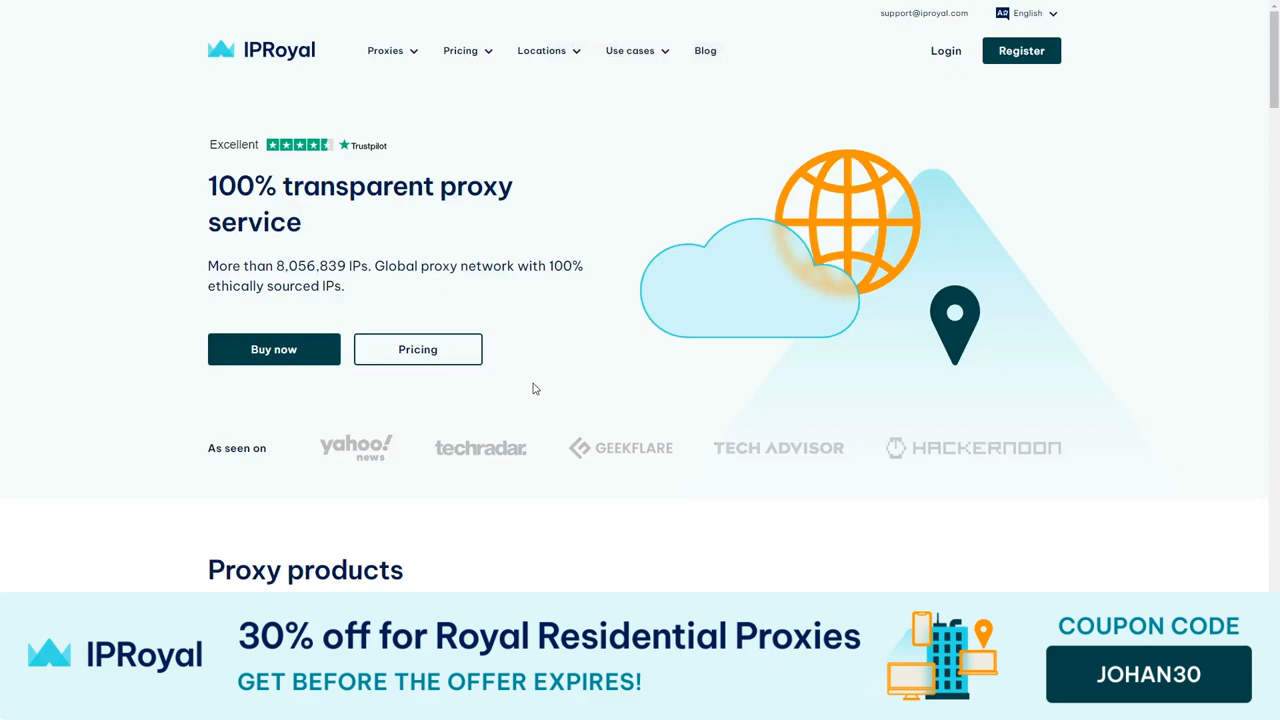 support@iproyal.com English
IPRoyal Proxies Pricing Locations Use cases Blog Login Register
Excellent Trustpilot
100% transparent proxy
service
More than 8,056,839 IPs. Global proxy network with 100%
ethically sourced IPs.
Buy now Pricing
As seen on yahoo! news techradar. GEEKFLARE TECH ADVISOR HACKERNOON
Proxy products
IPRoyal
30% off for Royal Residential Proxies
GET BEFORE THE OFFER EXPIRES!
COUPON CODE
JOHAN30